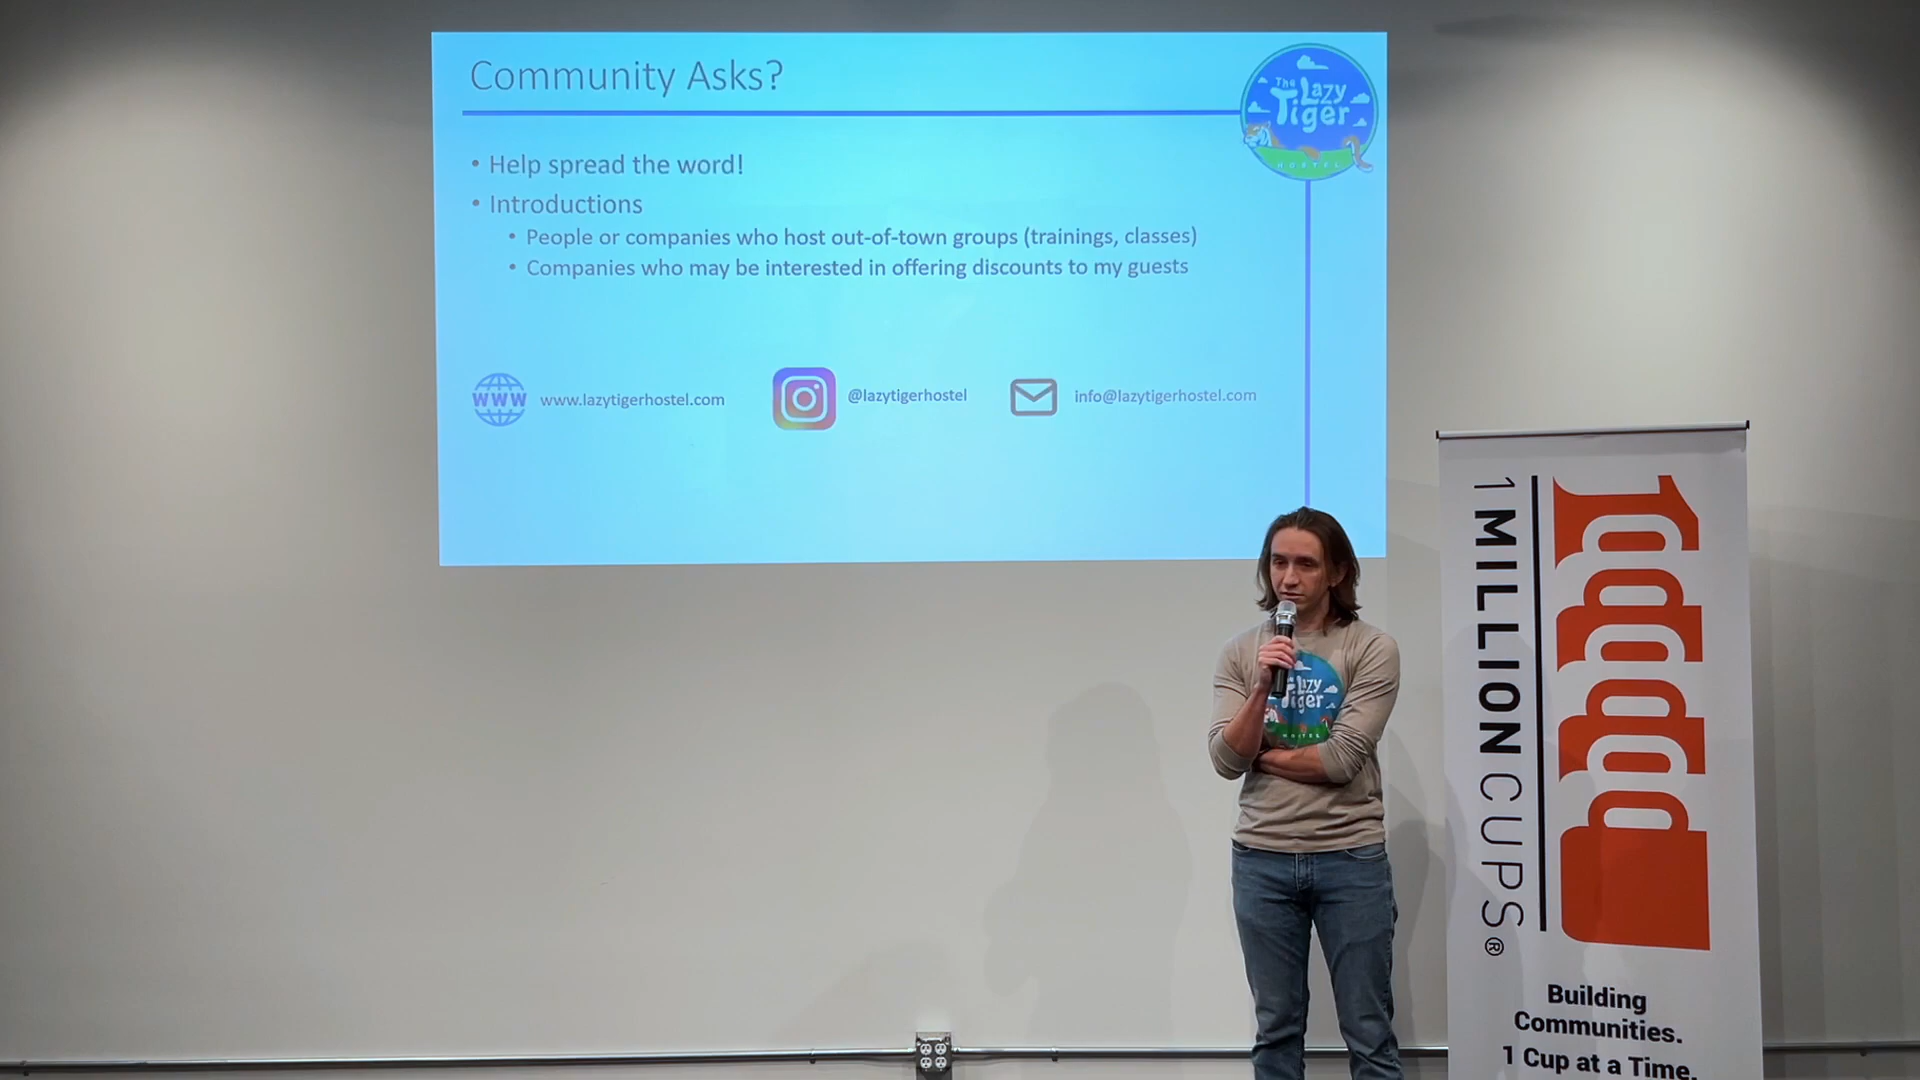 Community Asks?
The
Lazy
Tiger
HOSTEL
• Help spread the word!
• Introductions
• People or companies who host out-of-town groups (trainings, classes)
• Companies who may be interested in offering discounts to my guests
WWW
www.lazytigerhostel.com
@lazytigerhostel
info@lazytigerhostel.com
Lazy
Tiger
HOSTEL
1 MILLION CUPS®
Building
Communities.
1 Cup at a Time.